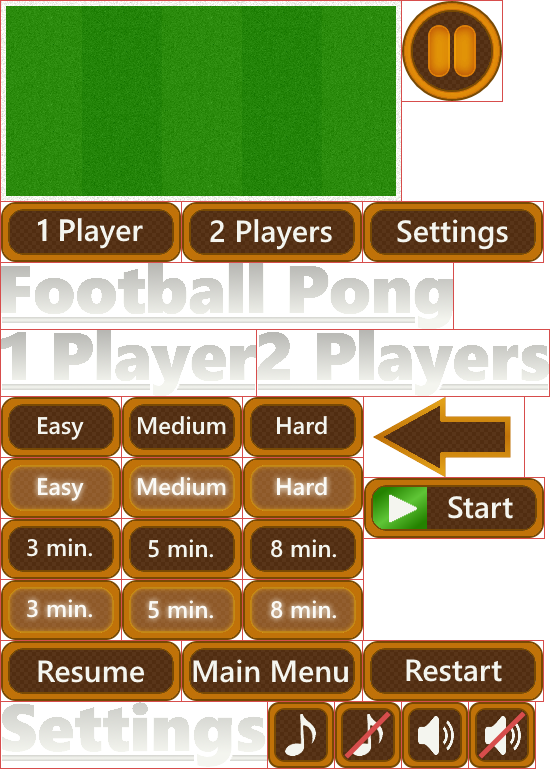 1 Player 2 Players Settings
Football Pong
1 Player 2 Players
Easy Medium Hard
Easy Medium Hard
Start
3 min. 5 min. 8 min.
3 min. 5 min. 8 min.
Resume Main Menu Restart
Settings